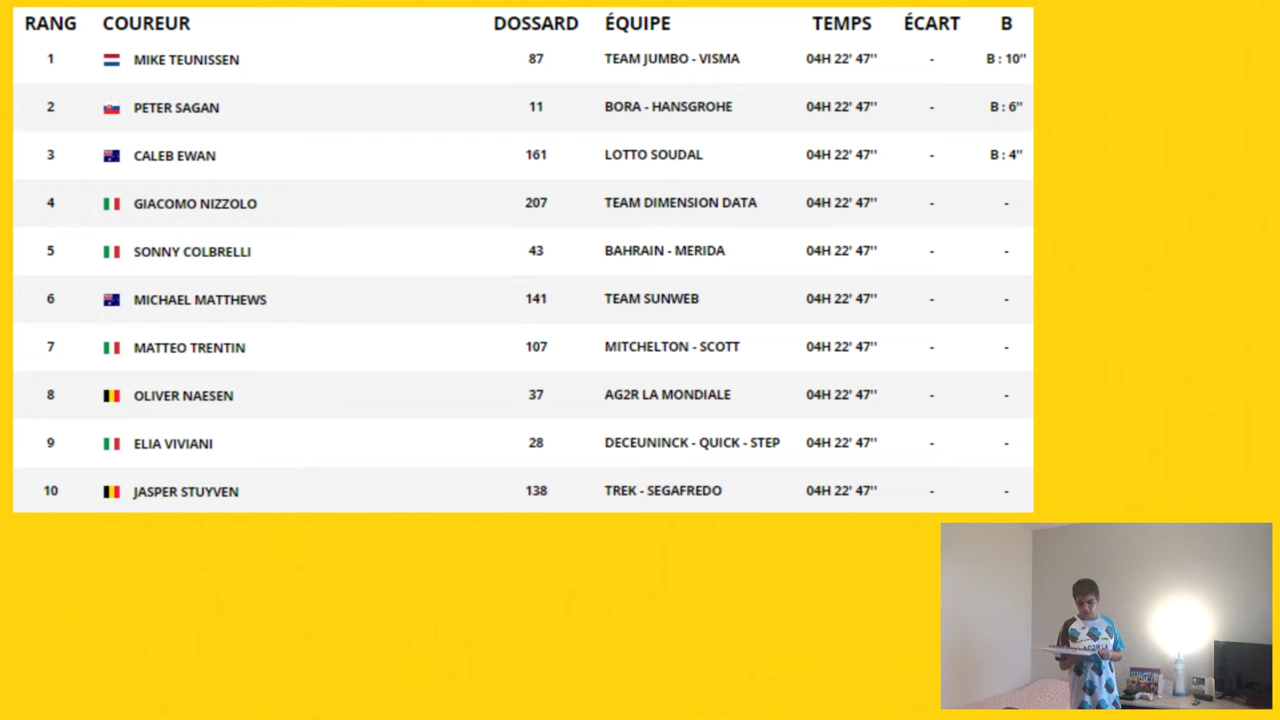 RANG COUREUR DOSSARD ÉQUIPE TEMPS ÉCART B
1 MIKE TEUNISSEN 87 TEAM JUMBO - VISMA 04H 22' 47'' - B : 10''
2 PETER SAGAN 11 BORA - HANSGROHE 04H 22' 47'' - B : 6''
3 CALEB EWAN 161 LOTTO SOUDAL 04H 22' 47'' - B : 4''
4 GIACOMO NIZZOLO 207 TEAM DIMENSION DATA 04H 22' 47'' - -
5 SONNY COLBRELLI 43 BAHRAIN - MERIDA 04H 22' 47'' - -
6 MICHAEL MATTHEWS 141 TEAM SUNWEB 04H 22' 47'' - -
7 MATTEO TRENTIN 107 MITCHELTON - SCOTT 04H 22' 47'' - -
8 OLIVER NAESEN 37 AG2R LA MONDIALE 04H 22' 47'' - -
9 ELIA VIVIANI 28 DECEUNINCK - QUICK - STEP 04H 22' 47'' - -
10 JASPER STUYVEN 138 TREK - SEGAFREDO 04H 22' 47'' - -
AG2R LA